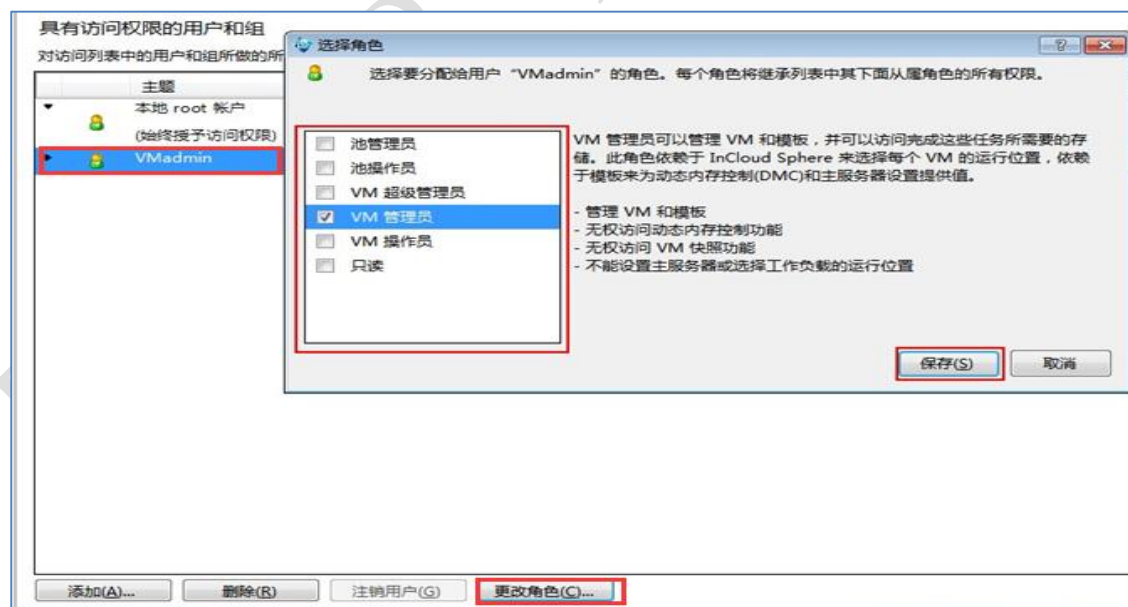 具有访问权限的用户和组
对访问列表中的用户和组所做的所
主题
本地 root 帐户
(始终授予访问权限)
VMadmin
选择角色
选择要分配给用户“VMadmin”的角色。每个角色将继承列表中其下面从属角色的所有权限。
池管理员
池操作员
VM 超级管理员
VM 管理员
VM 操作员
只读
VM 管理员可以管理 VM 和模板，并可以访问完成这些任务所需要的存
储。此角色依赖于 InCloud Sphere 来选择每个 VM 的运行位置，依赖
于模板来为动态内存控制(DMC)和主服务器设置提供值。
- 管理 VM 和模板
- 无权访问动态内存控制功能
- 无权访问 VM 快照功能
- 不能设置主服务器或选择工作负载的运行位置
保存(S)
取消
添加(A)...
删除(R)
注销用户(G)
更改角色(C)...